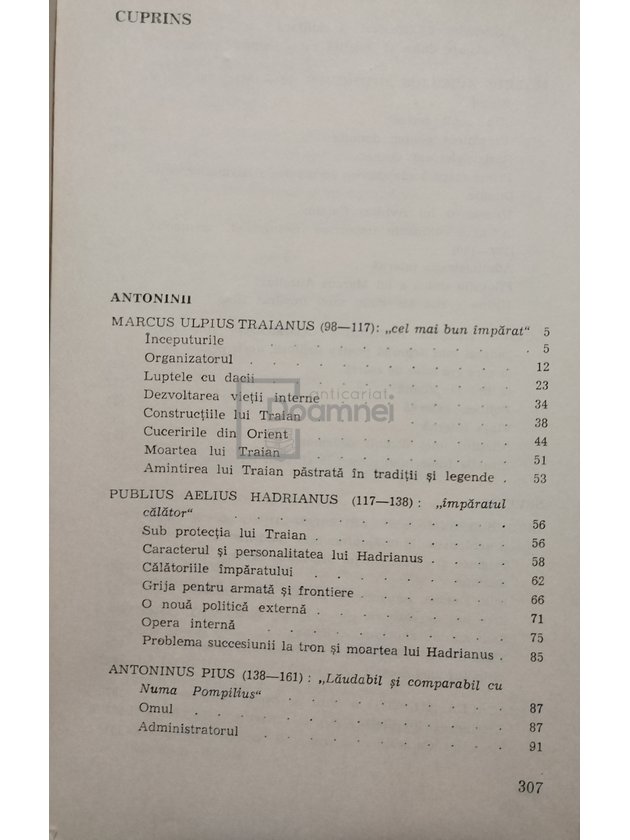 CUPRINS
ANTONINII
MARCUS ULPIUS TRAIANUS (98—117): „cel mai bun împărat“ 5
Începuturile . . . . . . . . . 5
Organizatorul . . . . . . . . . 12
Luptele cu dacii . . . . . . . . 23
Dezvoltarea vieții interne . . . . . . 34
Construcțiile lui Traian . . . . . . . 38
Cuceririle din Orient . . . . . . . 44
Moartea lui Traian . . . . . . . . 51
Amintirea lui Traian păstrată în tradiții și legende . 53
PUBLIUS AELIUS HADRIANUS (117—138) : „împăratul
călător“ . . . . . . . . . . 56
Sub protecția lui Traian . . . . . . . 56
Caracterul și personalitatea lui Hadrianus . . . . 58
Călătoriile împăratului . . . . . . . 62
Grija pentru armată și frontiere . . . . . . 66
O nouă politică externă . . . . . . . 71
Opera internă . . . . . . . . . 75
Problema succesiunii la tron și moartea lui Hadrianus . 85
ANTONINUS PIUS (138—161) : „Lăudabil și comparabil cu
Numa Pompilius“ . . . . . . . . 87
Omul . . . . . . . . . . . 87
Administratorul . . . . . . . . . 91
307
anticariat
Doamnei